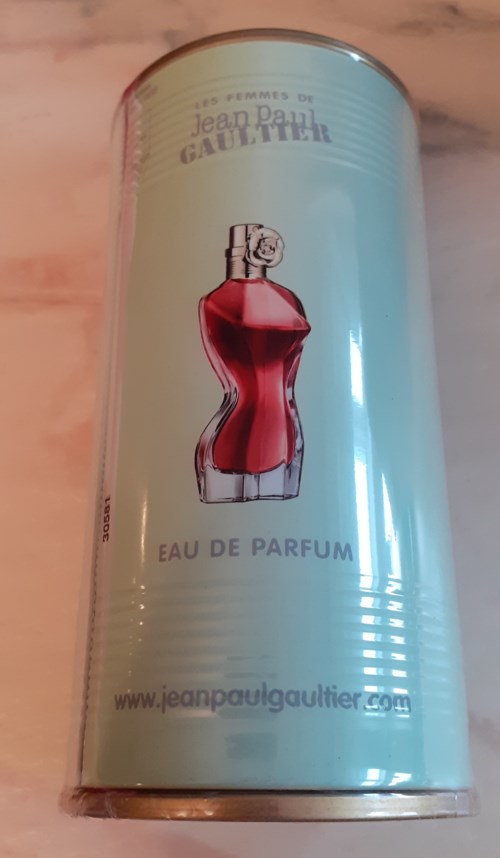 LES FEMMES DE
Jean Paul
GAULTIER
30581
EAU DE PARFUM
www.jeanpaulgaultier.com